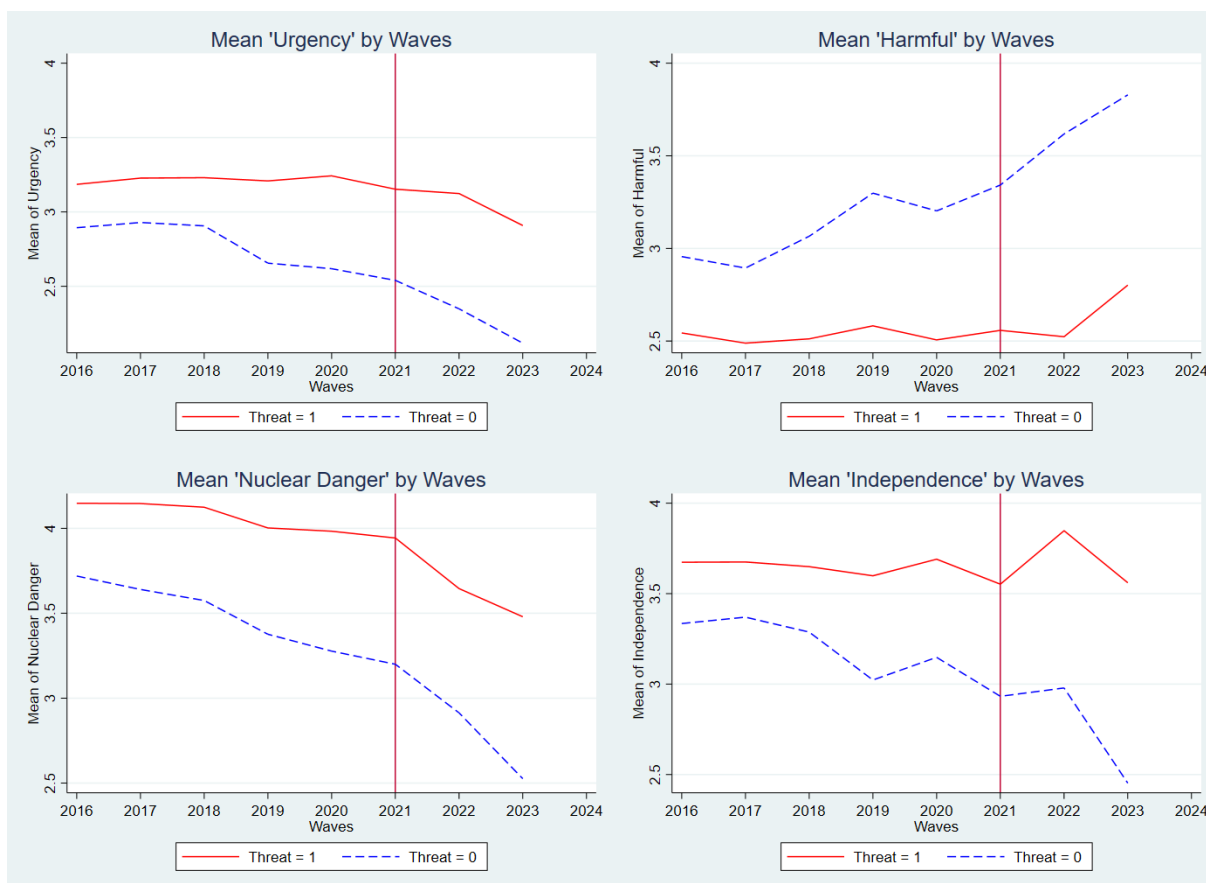 Mean 'Urgency' by Waves
Mean of Urgency
4
3.5
3
2.5
2016 2017 2018 2019 2020 2021 2022 2023 2024
Waves
Threat = 1 Threat = 0
Mean 'Harmful' by Waves
Mean of Harmful
4
3.5
3
2.5
2016 2017 2018 2019 2020 2021 2022 2023 2024
Waves
Threat = 1 Threat = 0
Mean 'Nuclear Danger' by Waves
Mean of Nuclear Danger
4
3.5
3
2.5
2016 2017 2018 2019 2020 2021 2022 2023 2024
Waves
Threat = 1 Threat = 0
Mean 'Independence' by Waves
Mean of Independence
4
3.5
3
2.5
2016 2017 2018 2019 2020 2021 2022 2023 2024
Waves
Threat = 1 Threat = 0